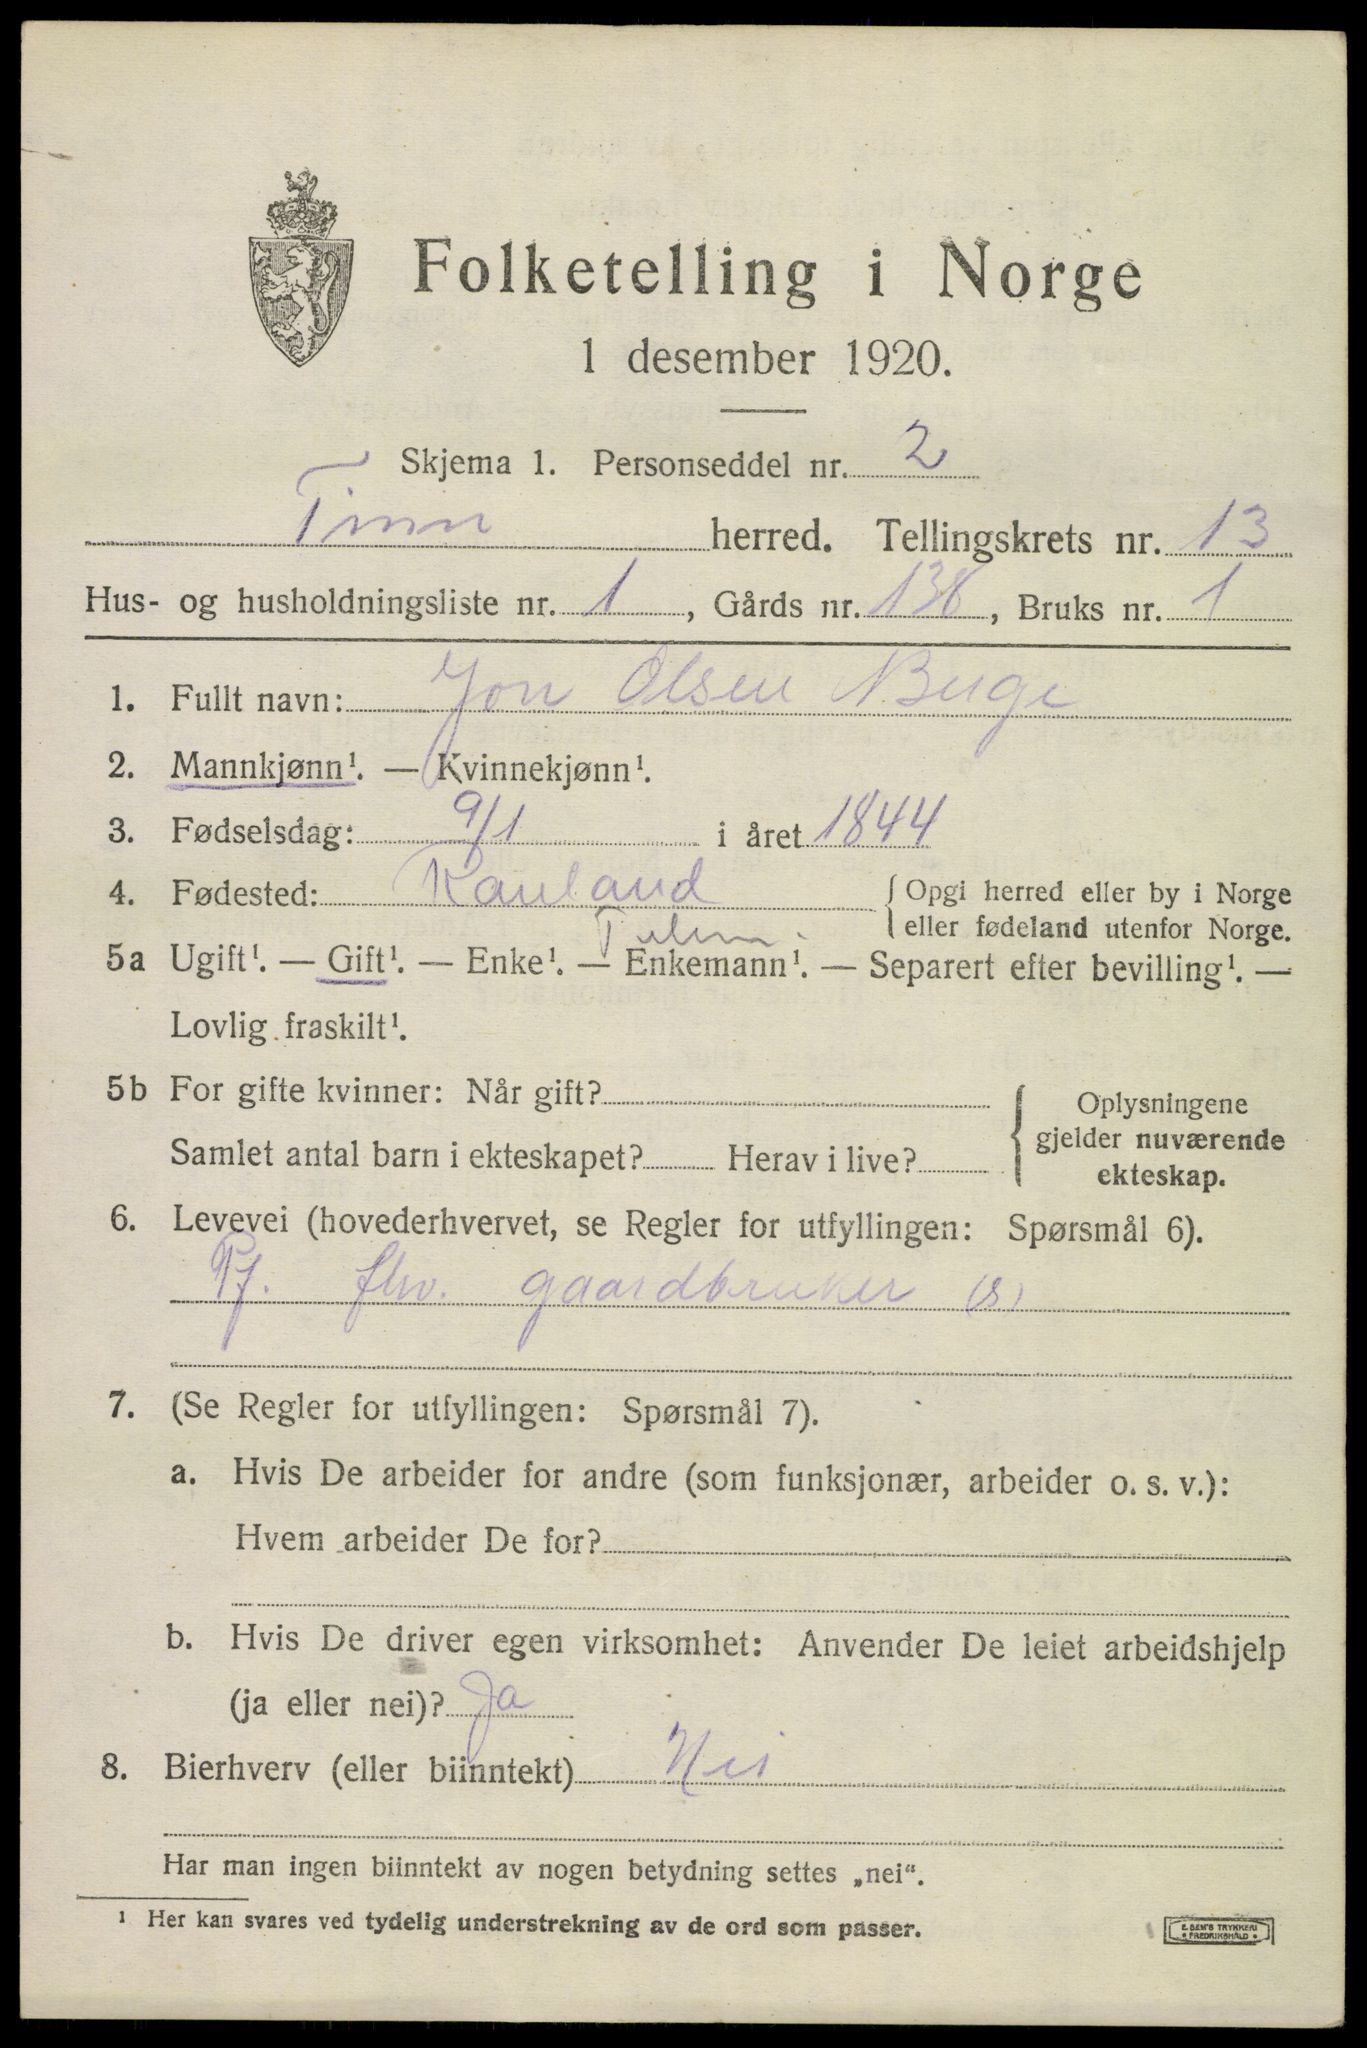 Folketelling i Norge
1 desember 1920.
Skjema 1. Personseddel nr. 2
Tinn herred. Tellingskrets nr. 13
Hus- og husholdningsliste nr. 1, Gårds nr. 138, Bruks nr. 1
1. Fullt navn: Jon Olsen Berge
2. Mannkjønn¹. — Kvinnekjønn¹.
3. Fødselsdag: 9/1 i året 1844
4. Fødested: Rauland Opgi herred eller by i Norge
eller fødeland utenfor Norge.
Telem.
5a Ugift¹. — Gift¹. — Enke¹. — Enkemann¹. — Separert efter bevilling¹. —
Lovlig fraskilt¹.
5b For gifte kvinner: Når gift? Oplysningene
gjelder nuværende
Samlet antal barn i ekteskapet? Herav i live? ekteskap.
6. Levevei (hovederhvervet, se Regler for utfyllingen: Spørsmål 6).
gaardbruker (s)
7. (Se Regler for utfyllingen: Spørsmål 7).
a. Hvis De arbeider for andre (som funksjonær, arbeider o. s. v.):
Hvem arbeider De for?
b. Hvis De driver egen virksomhet: Anvender De leiet arbeidshjelp
(ja eller nei)? Ja
8. Bierhverv (eller biinntekt) Nei
Har man ingen biinntekt av nogen betydning settes „nei“.
¹ Her kan svares ved tydelig understrekning av de ord som passer.
E. SEM'S TRYKKERI
• FREDRIKSHALD •